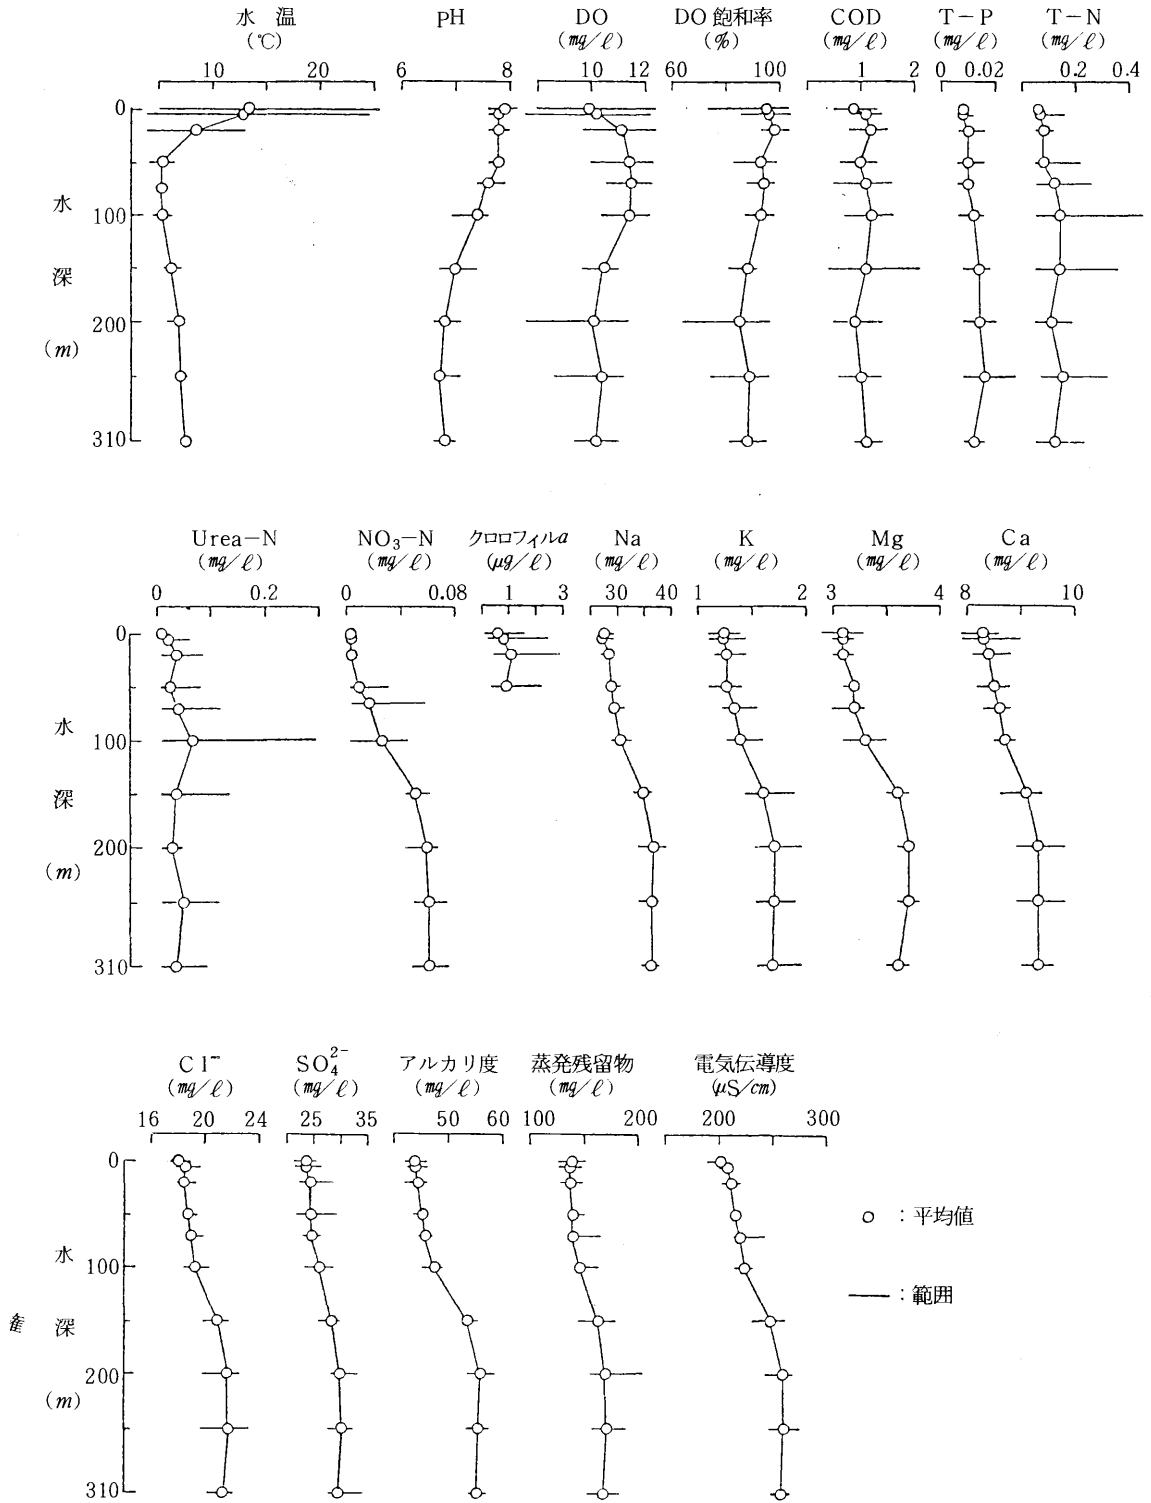 水 温 PH DO DO 飽和率 COD T－P T－N
(℃) (mg/ℓ) (%) (mg/ℓ) (mg/ℓ) (mg/ℓ)
10 20 6 8 10 12 60 100 1 2 0 0.02 0.2 0.4
0
水
100
深
200
(m)
310
Urea－N NO₃－N クロロフィルa Na K Mg Ca
(mg/ℓ) (mg/ℓ) (μg/ℓ) (mg/ℓ) (mg/ℓ) (mg/ℓ) (mg/ℓ)
0 0.2 0 0.08 1 3 30 40 1 2 3 4 8 10
0
水
100
深
200
(m)
310
Cl⁻ SO₄²⁻ アルカリ度 蒸発残留物 電気伝導度
(mg/ℓ) (mg/ℓ) (mg/ℓ) (mg/ℓ) (μS/cm)
16 20 24 25 35 50 60 100 200 200 300
0
○ : 平均値
水
100
― : 範囲
深
200
(m)
310